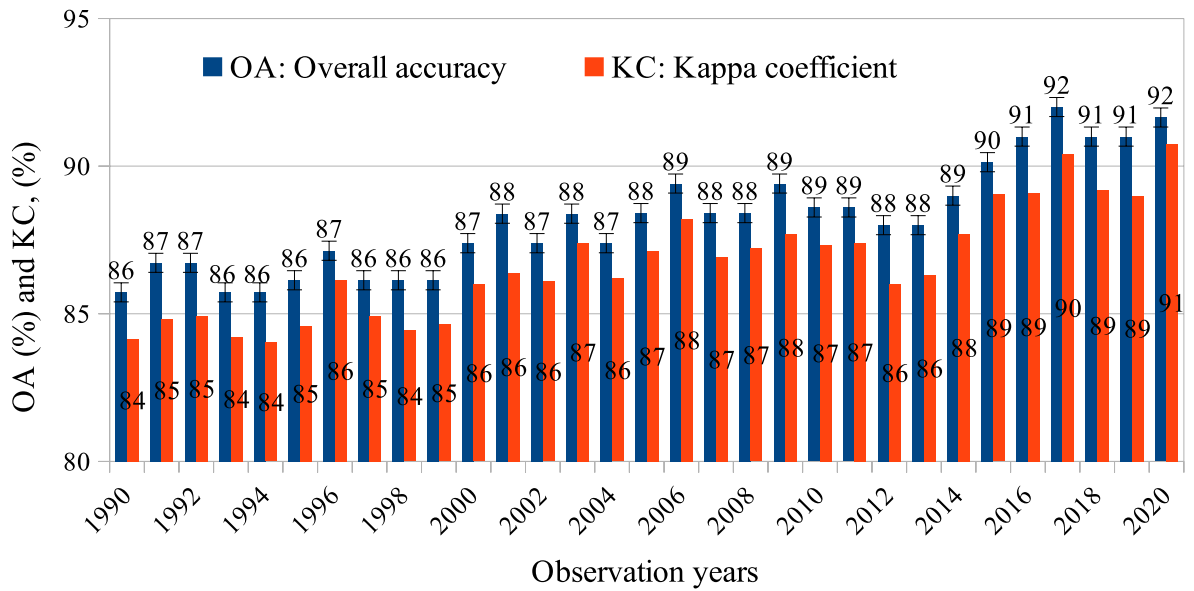 95
OA: Overall accuracy KC: Kappa coefficient
92 92
91 91 91
90
89 89 89 89 89
88 88 88 88 88 88 88
87 87 87 87 87 87
86 86 86 86 86 86 86
90
85
90 91
89 89 89 89
88 88 88
87 87 87 87 87 87
86 86 86 86 86 86 86
85 85 85 85 85
84 84 84 84
80
OA (%) and KC, (%)
1990 1992 1994 1996 1998 2000 2002 2004 2006 2008 2010 2012 2014 2016 2018 2020
Observation years